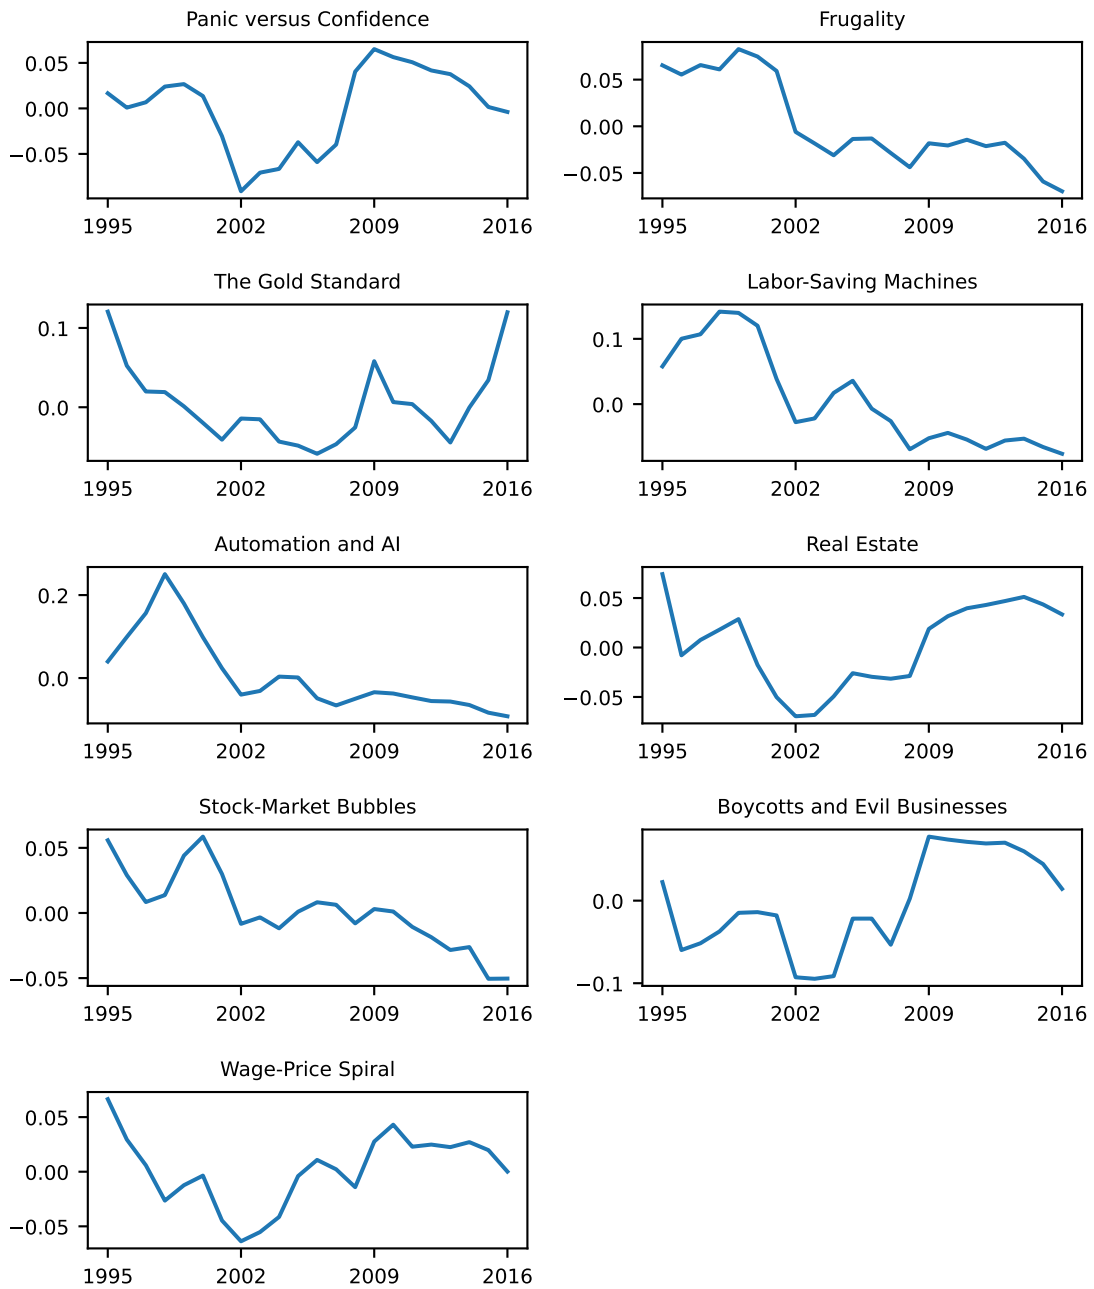 Panic versus Confidence
0.05
0.00
−0.05
1995 2002 2009 2016
Frugality
0.05
0.00
−0.05
1995 2002 2009 2016
The Gold Standard
0.1
0.0
1995 2002 2009 2016
Labor-Saving Machines
0.1
0.0
1995 2002 2009 2016
Automation and AI
0.2
0.0
1995 2002 2009 2016
Real Estate
0.05
0.00
−0.05
1995 2002 2009 2016
Stock-Market Bubbles
0.05
0.00
−0.05
1995 2002 2009 2016
Boycotts and Evil Businesses
0.0
−0.1
1995 2002 2009 2016
Wage-Price Spiral
0.05
0.00
−0.05
1995 2002 2009 2016